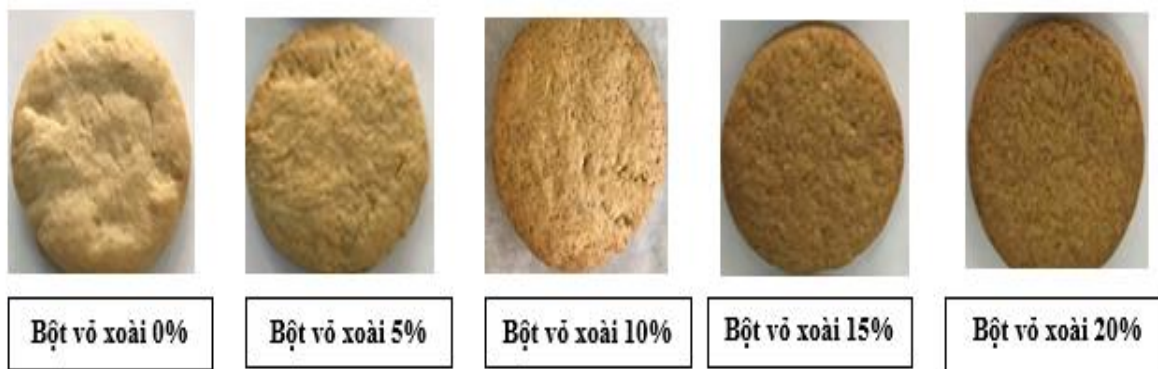 Bột vỏ xoài 0%
Bột vỏ xoài 5%
Bột vỏ xoài 10%
Bột vỏ xoài 15%
Bột vỏ xoài 20%